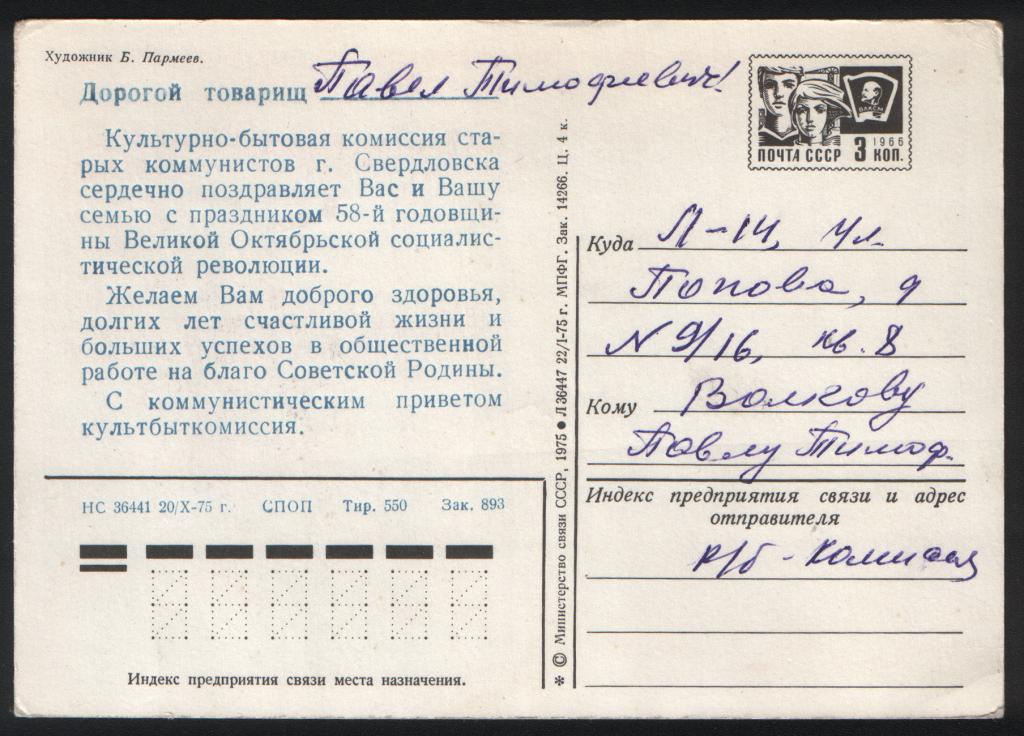 Художник Б. Пармеев.
Дорогой товарищ Павел Тимофиевич!
Культурно-бытовая комиссия ста-
рых коммунистов г. Свердловска
сердечно поздравляет Вас и Вашу
семью с праздником 58-й годовщи-
ны Великой Октябрьской социалис-
тической революции.
Желаем Вам доброго здоровья,
долгих лет счастливой жизни и
больших успехов в общественной
работе на благо Советской Родины.
С коммунистическим приветом
культбыткомиссия.
НС 36441 20/X-75 г. СПОП Тир. 550 Зак. 893
Индекс предприятия связи места назначения.
* © Министерство связи СССР, 1975 ● Л 36447 22/I-75 г. МПФГ. Зак. 14266. Ц. 4 к.
ВЛКСМ
1966
ПОЧТА СССР 3 КОП.
Куда Л-14, ул.
Попова, д
N 9/16, кв. 8
Кому Волкову
Павлу Тимоф.
Индекс предприятия связи и адрес
отправителя
к/б - комиссия